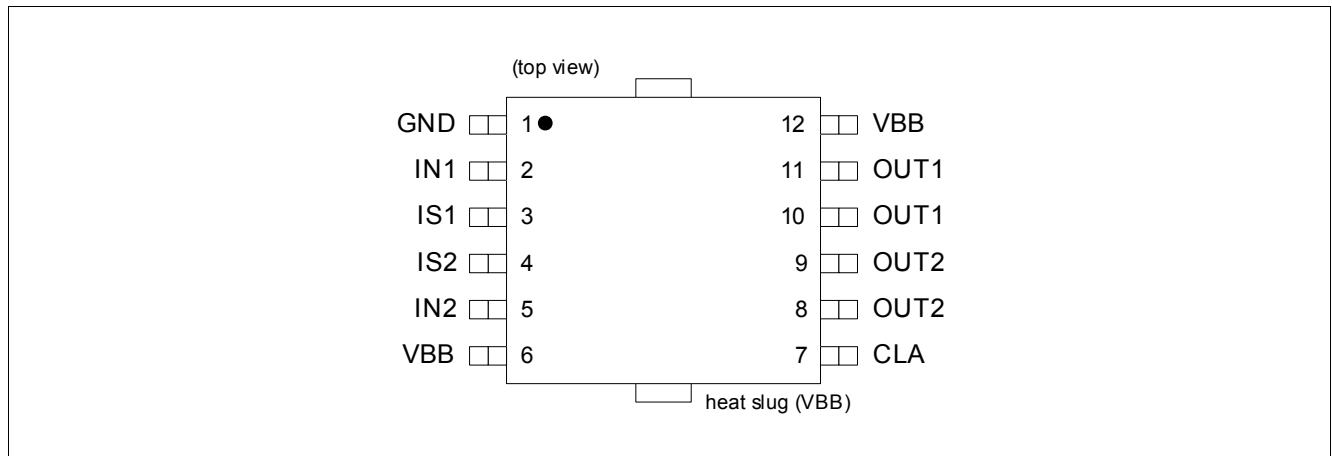 (top view)
GND 1 12 VBB
IN1 2 11 OUT1
IS1 3 10 OUT1
IS2 4 9 OUT2
IN2 5 8 OUT2
VBB 6 7 CLA
heat slug (VBB)